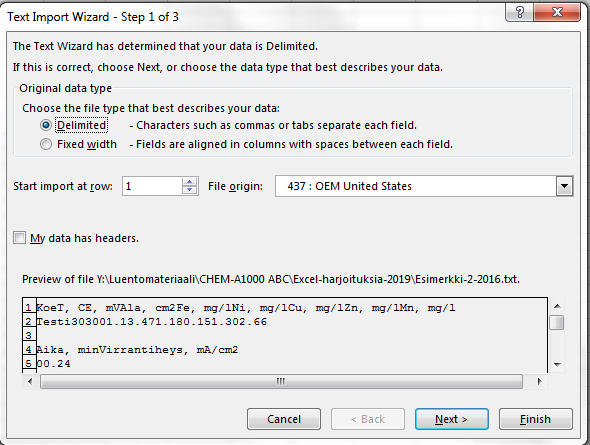 Text Import Wizard - Step 1 of 3
The Text Wizard has determined that your data is Delimited.
If this is correct, choose Next, or choose the data type that best describes your data.
Original data type
Choose the file type that best describes your data:
Delimited - Characters such as commas or tabs separate each field.
Fixed width - Fields are aligned in columns with spaces between each field.
Start import at row: 1 File origin: 437 : OEM United States
My data has headers.
Preview of file Y:\Luentomateriaali\CHEM-A1000 ABC\Excel-harjoituksia-2019\Esimerkki-2-2016.txt.
1 KoeT, CE, mVAla, cm2Fe, mg/lNi, mg/lCu, mg/lZn, mg/lMn, mg/l
2 Testi303001.13.471.180.151.302.66
3
4 Aika, minVirrantiheys, mA/cm2
5 00.24
Cancel < Back Next > Finish